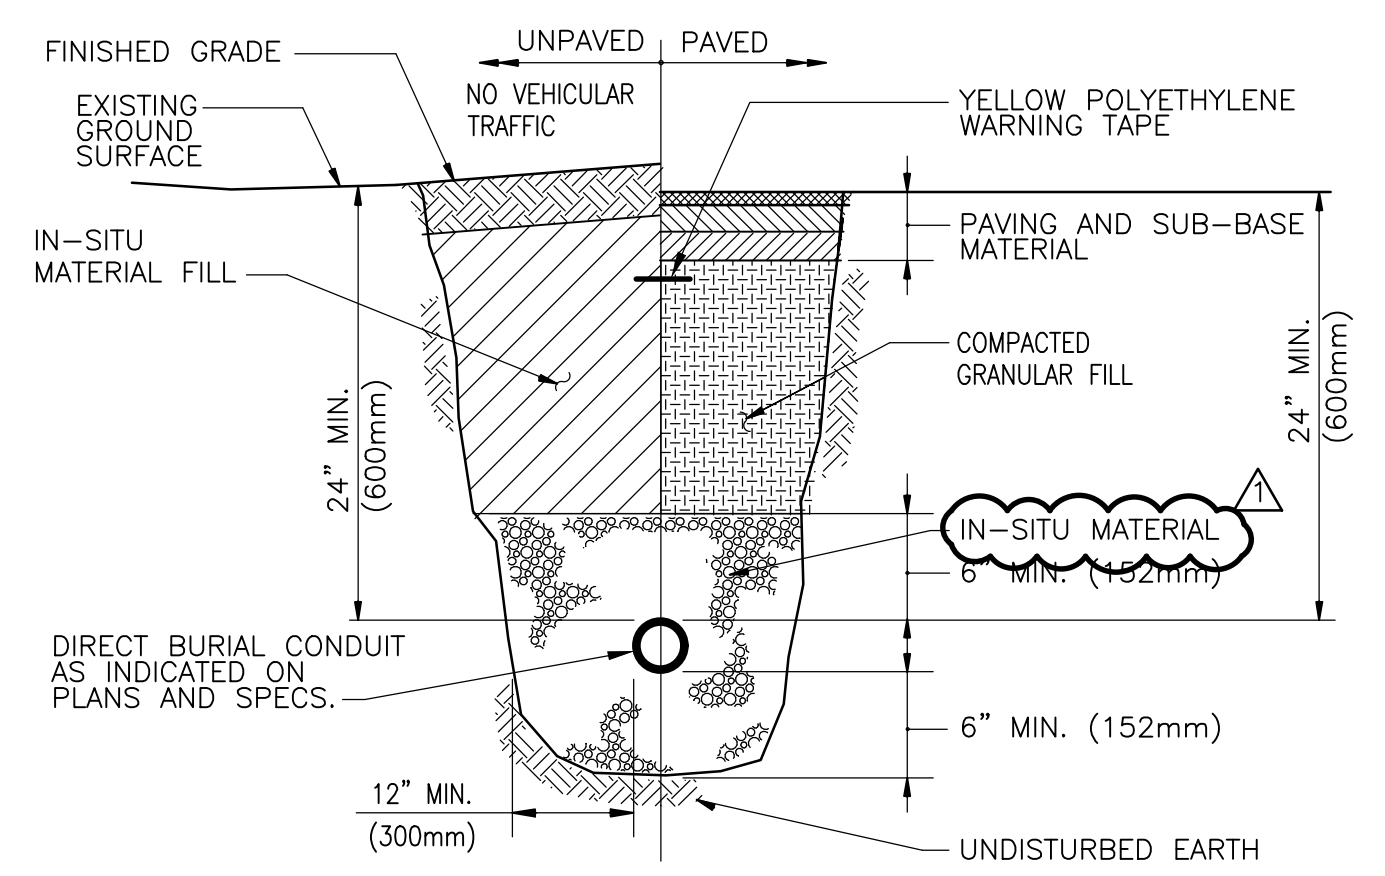 UNPAVED PAVED
FINISHED GRADE
NO VEHICULAR
TRAFFIC
EXISTING
GROUND
SURFACE
YELLOW POLYETHYLENE
WARNING TAPE
IN-SITU
MATERIAL FILL
PAVING AND SUB-BASE
MATERIAL
COMPACTED
GRANULAR FILL
24" MIN.
(600mm)
24" MIN.
(600mm)
1
IN-SITU MATERIAL
6" MIN. (152mm)
DIRECT BURIAL CONDUIT
AS INDICATED ON
PLANS AND SPECS.
6" MIN. (152mm)
12" MIN.
(300mm)
UNDISTURBED EARTH